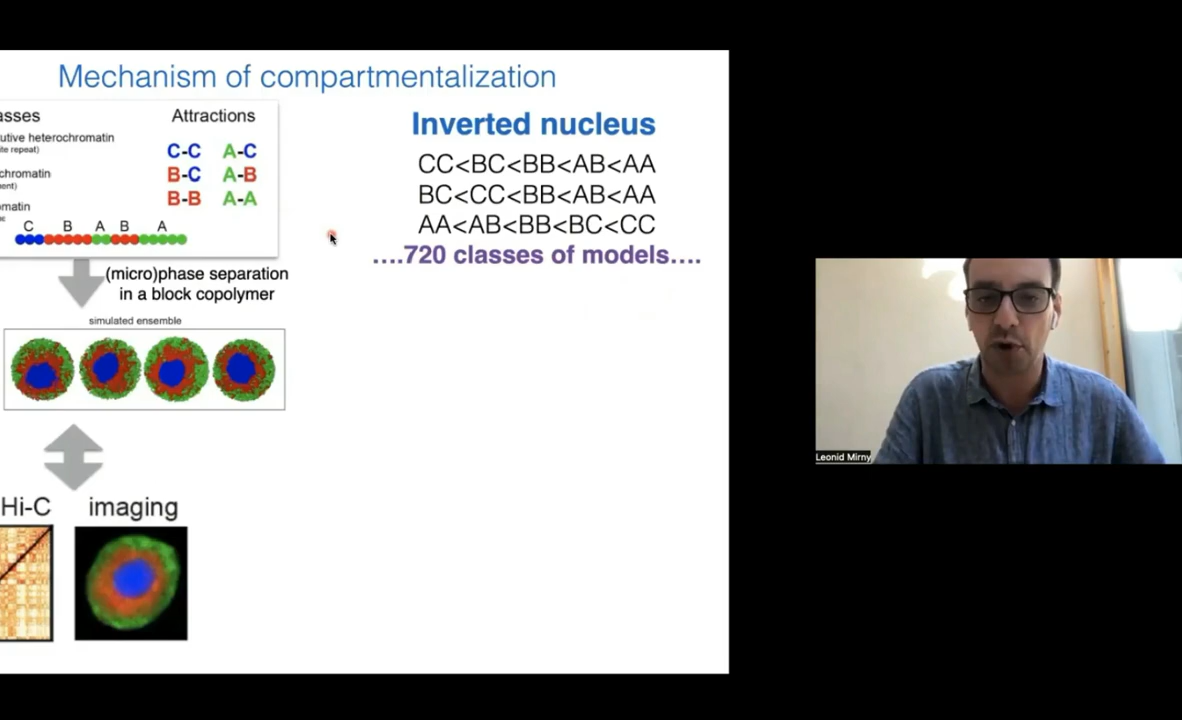 Mechanism of compartmentalization
asses
utive heterochromatin
ite repeat)
chromatin
nent)
omatin
Attractions
C-C A-C
B-C A-B
B-B A-A
C B A B A
(micro)phase separation
in a block copolymer
simulated ensemble
Hi-C
imaging
Inverted nucleus
CC<BC<BB<AB<AA
BC<CC<BB<AB<AA
AA<AB<BB<BC<CC
....720 classes of models....
Leonid Mirny